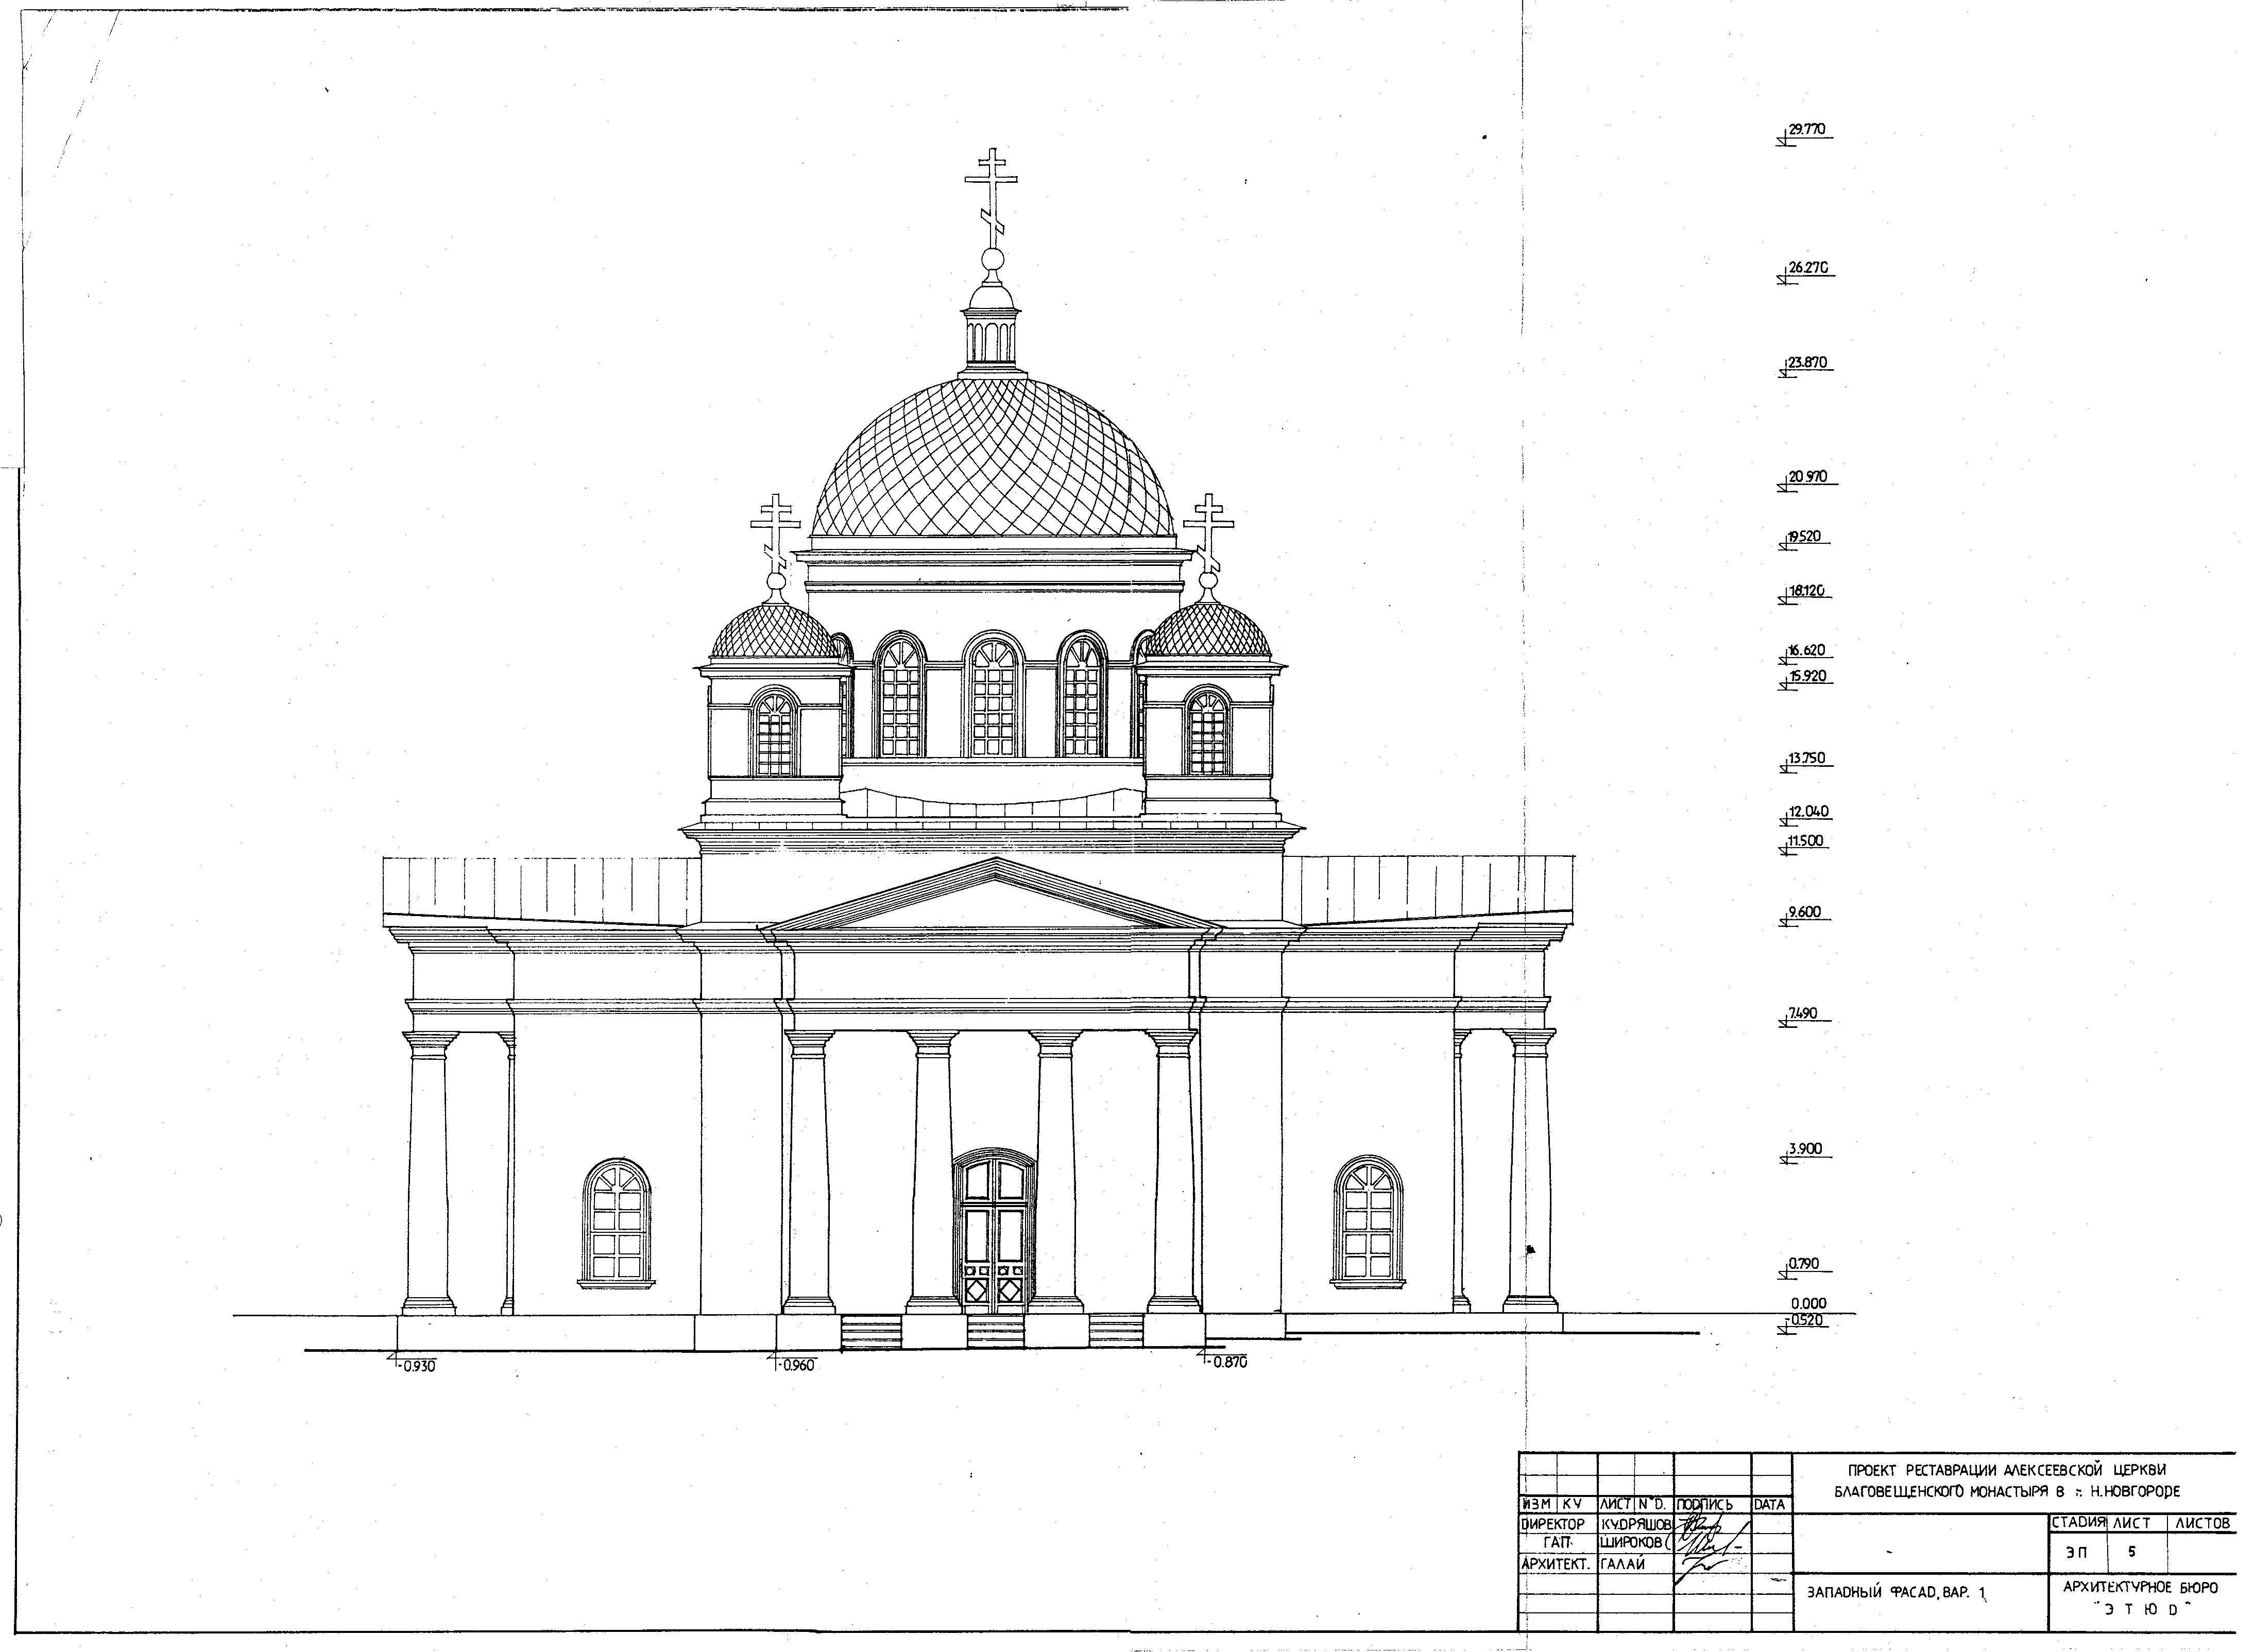 29.770
26.270
23.870
20.970
19.520
18.120
16.620
15.920
13.750
12.040
11.500
9.600
7.490
3.900
0.790
0.000
-0.520
-0.930
-0.960
-0.870
ПРОЕКТ РЕСТАВРАЦИИ АЛЕКСЕЕВСКОЙ ЦЕРКВИ
БЛАГОВЕЩЕНСКОГО МОНАСТЫРЯ В г. Н.НОВГОРОДЕ
ИЗМ КУ ЛИСТ N°D. ПОДПИСЬ DATA
ДИРЕКТОР КУДРЯШОВ
ГАП ШИРОКОВ
АРХИТЕКТ. ГАЛАЙ
СТАДИЯ ЛИСТ ЛИСТОВ
ЭП 5
ЗАПАДНЫЙ ФАСАД, ВАР. 1
АРХИТЕКТУРНОЕ БЮРО
"ЭТЮД"